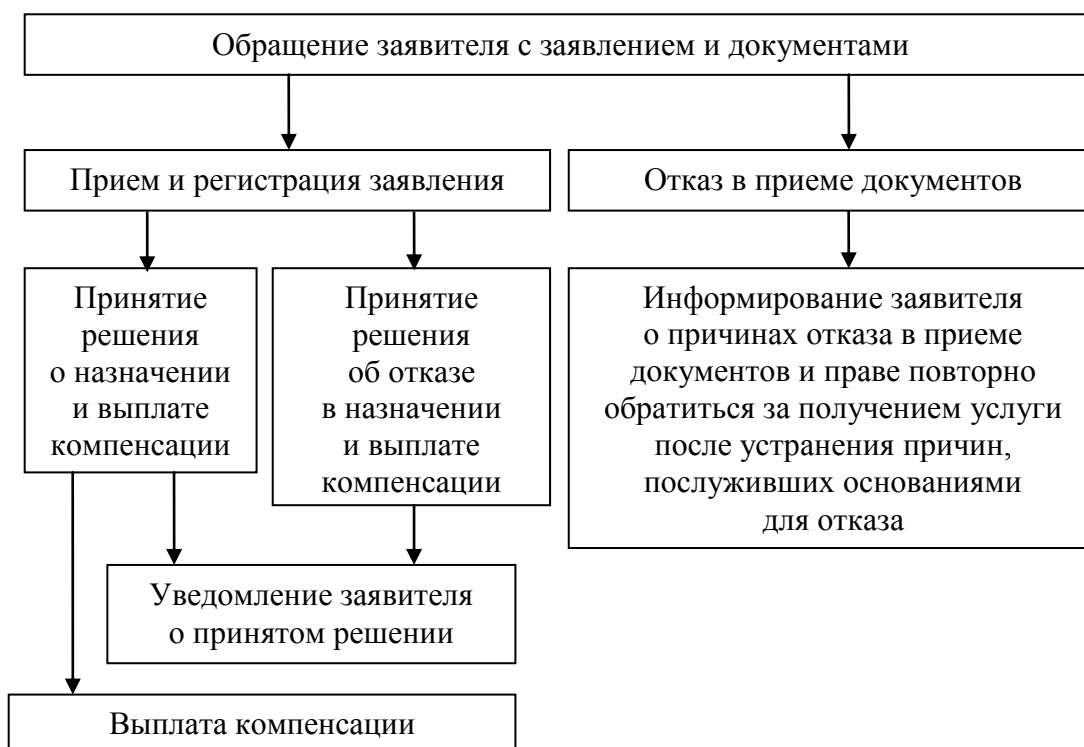 Обращение заявителя с заявлением и документами
Прием и регистрация заявления
Отказ в приеме документов
Принятие
решения
о назначении
и выплате
компенсации
Принятие
решения
об отказе
в назначении
и выплате
компенсации
Информирование заявителя
о причинах отказа в приеме
документов и праве повторно
обратиться за получением услуги
после устранения причин,
послуживших основаниями
для отказа
Уведомление заявителя
о принятом решении
Выплата компенсации